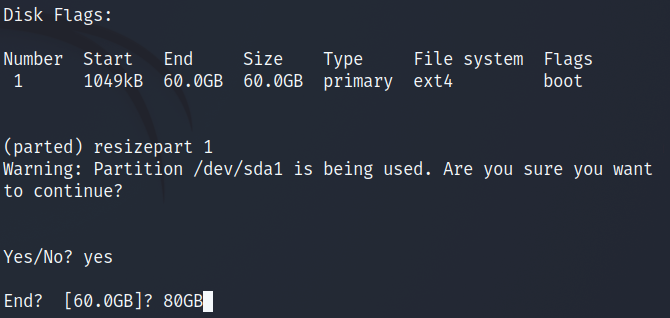 Disk Flags:
Number  Start   End     Size    Type     File system  Flags
 1      1049kB  60.0GB  60.0GB  primary  ext4         boot
(parted) resizepart 1
Warning: Partition /dev/sda1 is being used. Are you sure you want
to continue?
Yes/No? yes
End?  [60.0GB]? 80GB